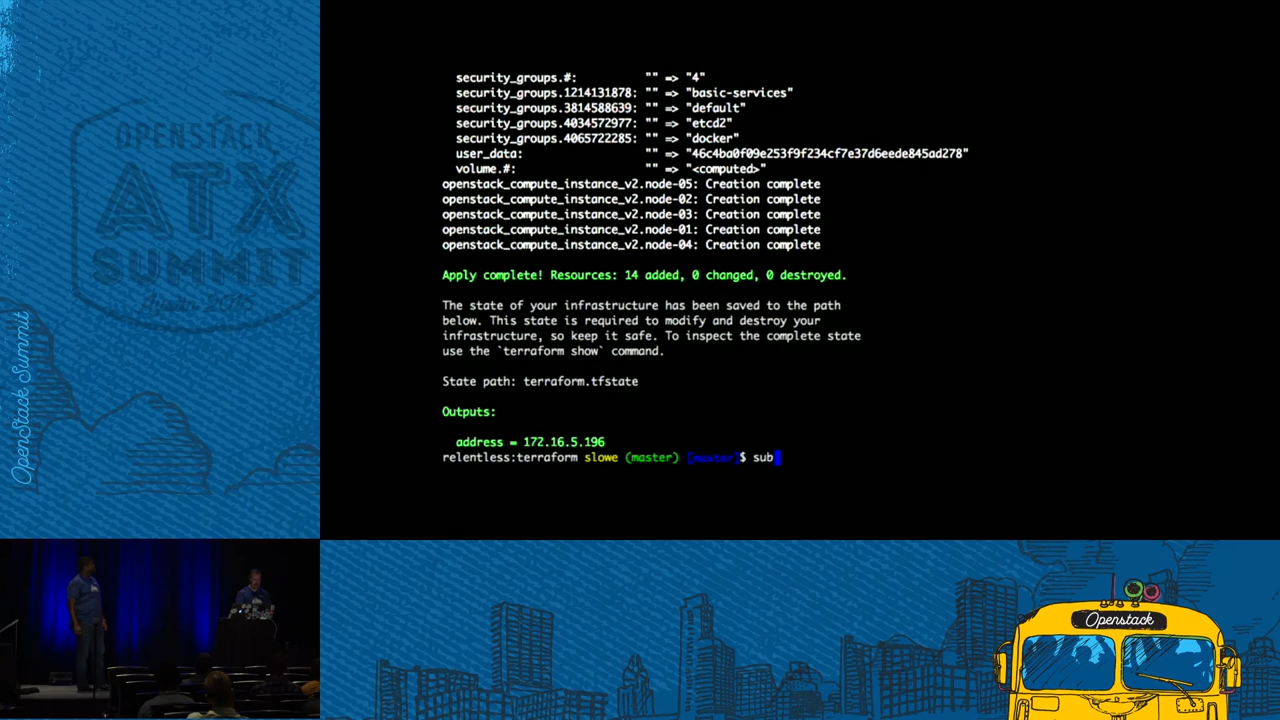 OPENSTACK
ATX
SUMMIT
Austin 2016
OpenStack Summit
security_groups.#: "" => "4"
security_groups.1214131878: "" => "basic-services"
security_groups.3814588639: "" => "default"
security_groups.4034572977: "" => "etcd2"
security_groups.4065722285: "" => "docker"
user_data: "" => "46c4ba0f09e253f9f234cf7e37d6eede845ad278"
volume.#: "" => "<computed>"
openstack_compute_instance_v2.node-05: Creation complete
openstack_compute_instance_v2.node-02: Creation complete
openstack_compute_instance_v2.node-03: Creation complete
openstack_compute_instance_v2.node-01: Creation complete
openstack_compute_instance_v2.node-04: Creation complete
Apply complete! Resources: 14 added, 0 changed, 0 destroyed.
The state of your infrastructure has been saved to the path
below. This state is required to modify and destroy your
infrastructure, so keep it safe. To inspect the complete state
use the `terraform show` command.
State path: terraform.tfstate
Outputs:
address = 172.16.5.196
relentless:terraform slowe (master) [master]$ sub
Openstack